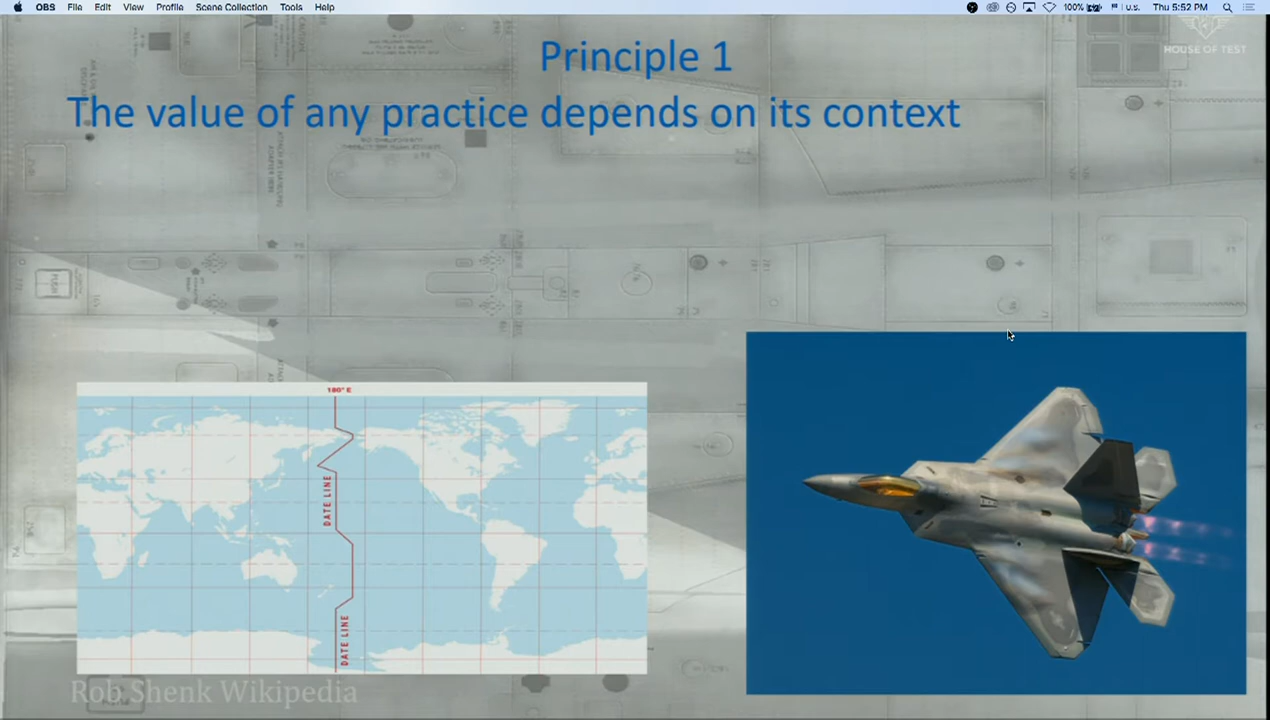 OBS File Edit View Profile Scene Collection Tools Help 100% U.S. Thu 5:52 PM
HOUSE OF TEST
Principle 1
The value of any practice depends on its context
180° E
DATE LINE
DATE LINE
Rob Shenk Wikipedia